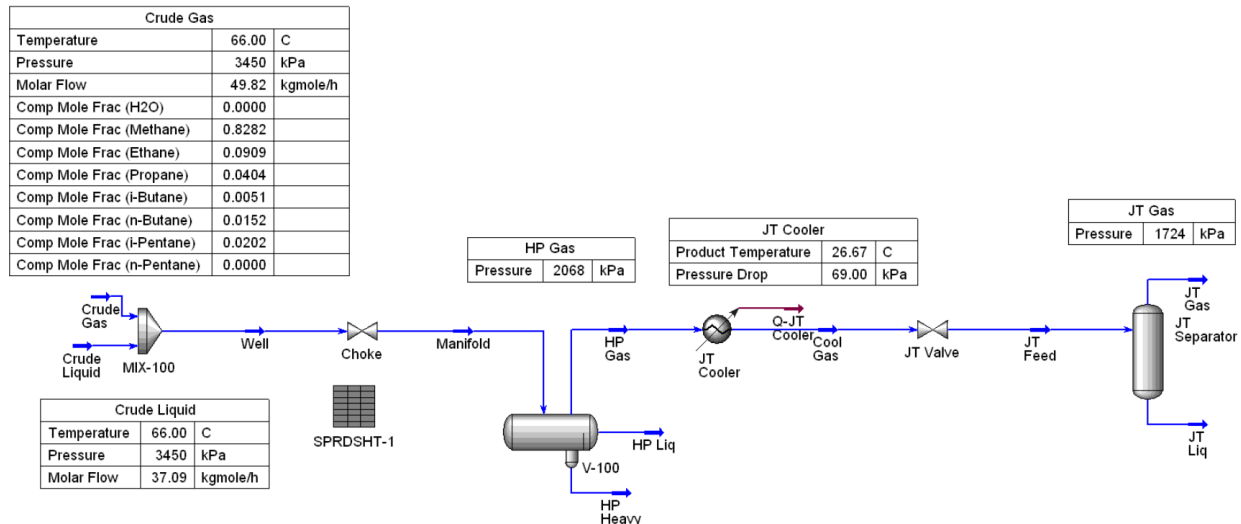 Crude Gas
Temperature 66.00 C
Pressure 3450 kPa
Molar Flow 49.82 kgmole/h
Comp Mole Frac (H2O) 0.0000
Comp Mole Frac (Methane) 0.8282
Comp Mole Frac (Ethane) 0.0909
Comp Mole Frac (Propane) 0.0404
Comp Mole Frac (i-Butane) 0.0051
Comp Mole Frac (n-Butane) 0.0152
Comp Mole Frac (i-Pentane) 0.0202
Comp Mole Frac (n-Pentane) 0.0000
HP Gas
Pressure 2068 kPa
JT Cooler
Product Temperature 26.67 C
Pressure Drop 69.00 kPa
JT Gas
Pressure 1724 kPa
Crude
Gas
Crude
Liquid
MIX-100
Well
Choke
Manifold
SPRDSHT-1
HP
Gas
HP Liq
V-100
HP
Heavy
JT
Cooler
Q-JT
Cooler
Cool
Gas
JT Valve
JT
Feed
JT
Gas
JT
Separator
JT
Liq
Crude Liquid
Temperature 66.00 C
Pressure 3450 kPa
Molar Flow 37.09 kgmole/h